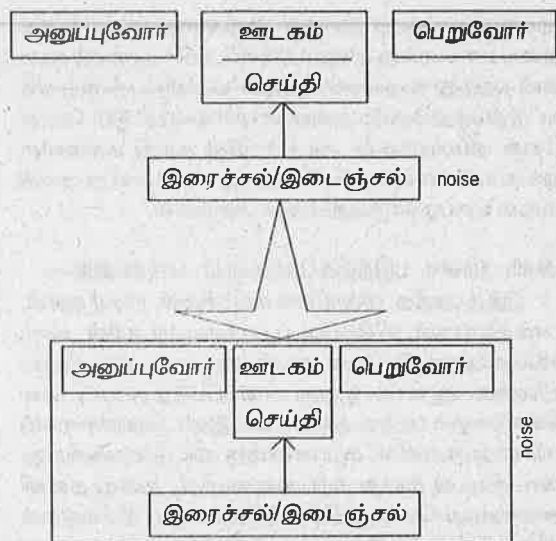 அனுப்புவோர் ஊடகம் பெறுவோர்
செய்தி
இரைச்சல்/இடைஞ்சல் noise
அனுப்புவோர் ஊடகம் பெறுவோர்
செய்தி
noise
இரைச்சல்/இடைஞ்சல்